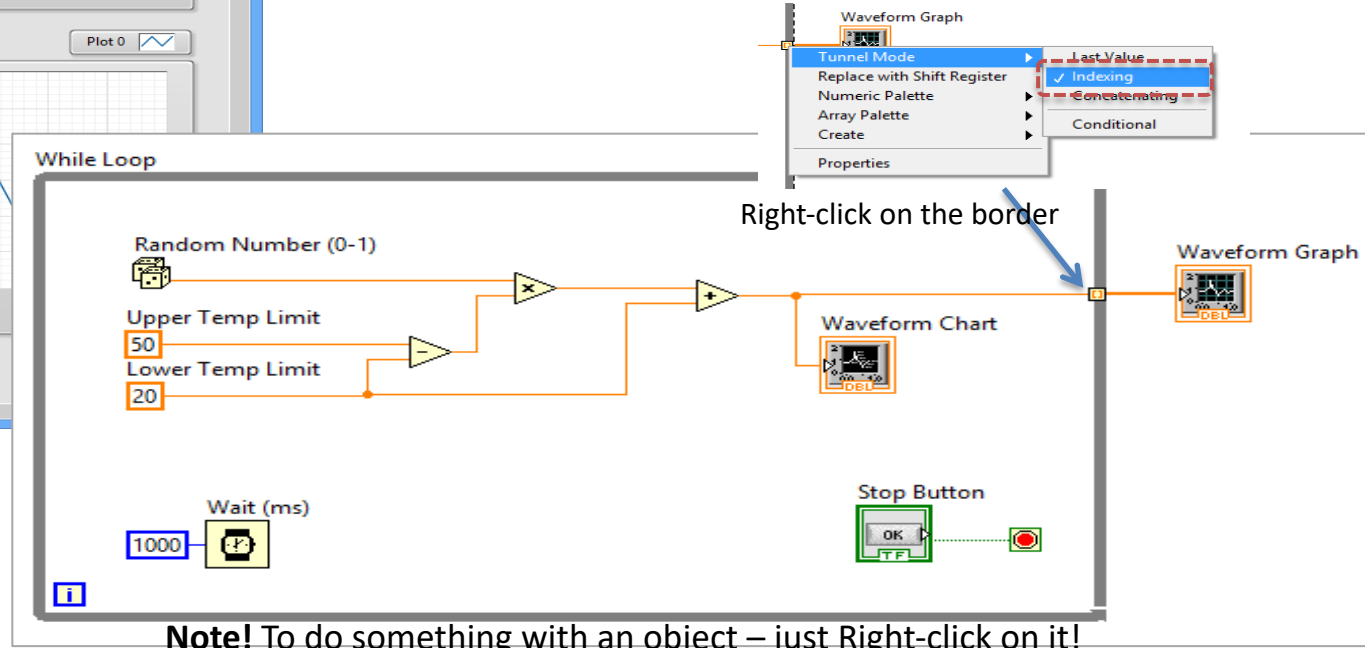 Plot 0
Waveform Graph
Tunnel Mode
Replace with Shift Register
Numeric Palette
Array Palette
Create
Properties
Last Value
✓ Indexing
Concatenating
Conditional
While Loop
Right-click on the border
Random Number (0-1)
Upper Temp Limit
50
Lower Temp Limit
20
Waveform Chart
DBL
Waveform Graph
DBL
Wait (ms)
1000
Stop Button
OK
TF
i
Note! To do something with an object – just Right-click on it!